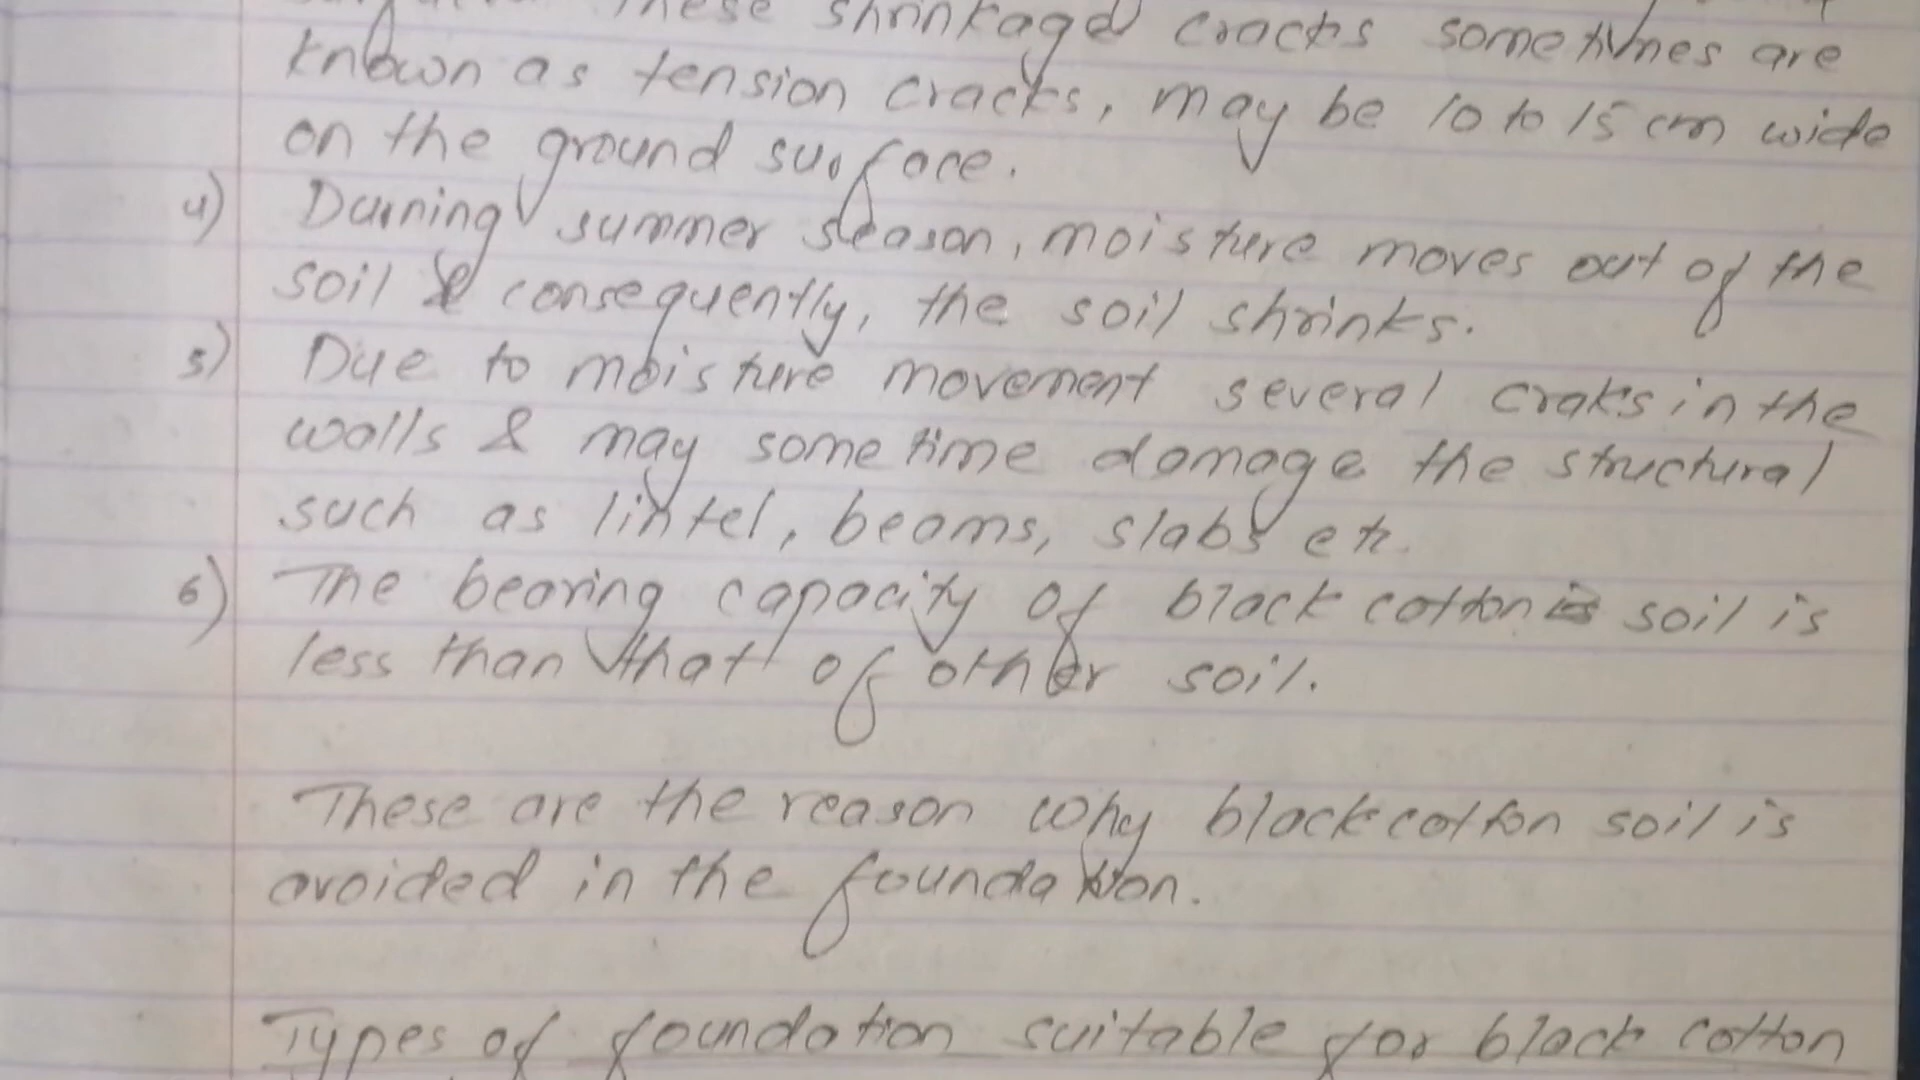 These shrinkage cracks sometimes are
known as tension cracks, may be 10 to 15 cm wide
on the ground surface.
4) During summer season, moisture moves out of the
soil & consequently, the soil shrinks.
5) Due to moisture movement several craks in the
walls & may some time damage the structural
such as lintel, beams, slabs etc.
6) The bearing capacity of black cotton is soil is
less than that of other soil.
These are the reason why black cotton soil is
avoided in the foundation.
Types of foundation suitable for black cotton